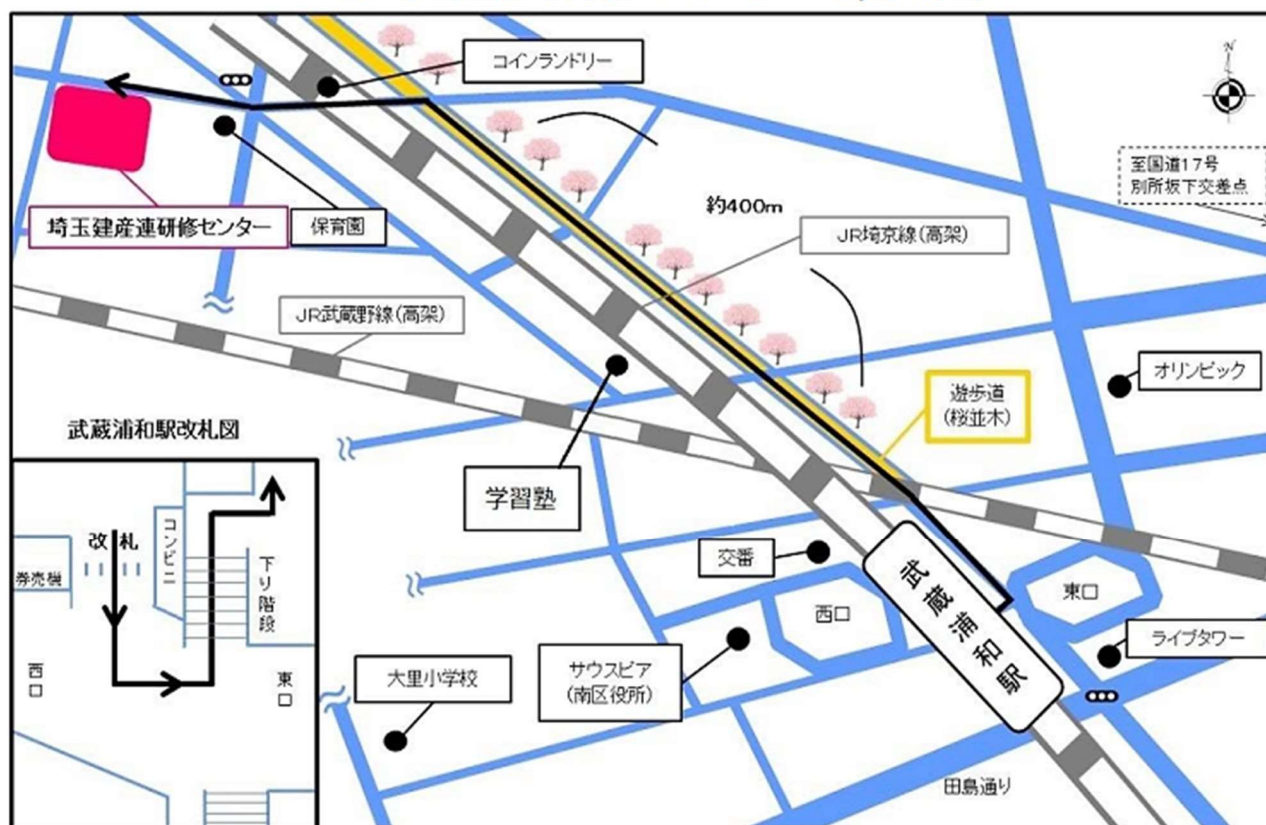 コインランドリー
N
至国道17号
別所坂下交差点
埼玉建産連研修センター
保育園
約400m
JR埼京線(高架)
JR武蔵野線(高架)
オリンピック
遊歩道
(桜並木)
武蔵浦和駅改札図
学習塾
改札
コンビニ
券売機
下り階段
西口
東口
交番
武蔵浦和駅
東口
西口
ライブタワー
大里小学校
サウスピア
(南区役所)
田島通り